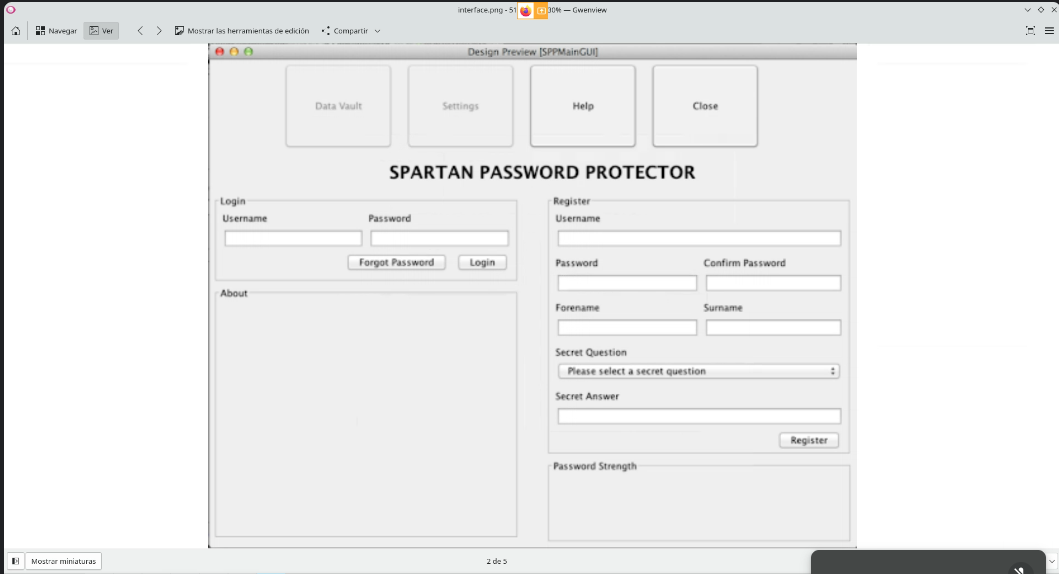 interface.png - 51 30% — Gwenview
Navegar Ver Mostrar las herramientas de edición Compartir
Design Preview [SPPMainGUI]
Data Vault Settings Help Close
SPARTAN PASSWORD PROTECTOR
Login
Username Password
Forgot Password Login
About
Register
Username
Password Confirm Password
Forename Surname
Secret Question
Please select a secret question
Secret Answer
Register
Password Strength
Mostrar miniaturas 2 de 5